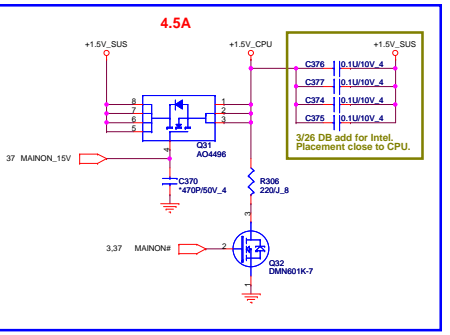 4.5A
+1.5V_SUS
+1.5V_CPU
+1.5V_SUS
C376
0.1U/10V_4
C377
0.1U/10V_4
C374
0.1U/10V_4
C375
0.1U/10V_4
3/26 DB add for Intel.
Placement close to CPU.
8
7
6
5
1
2
3
4
Q31
AO4496
37 MAINON_15V
C370
*470P/50V_4
R306
220/J_8
3
3,37 MAINON#
2
Q32
DMN601K-7
1